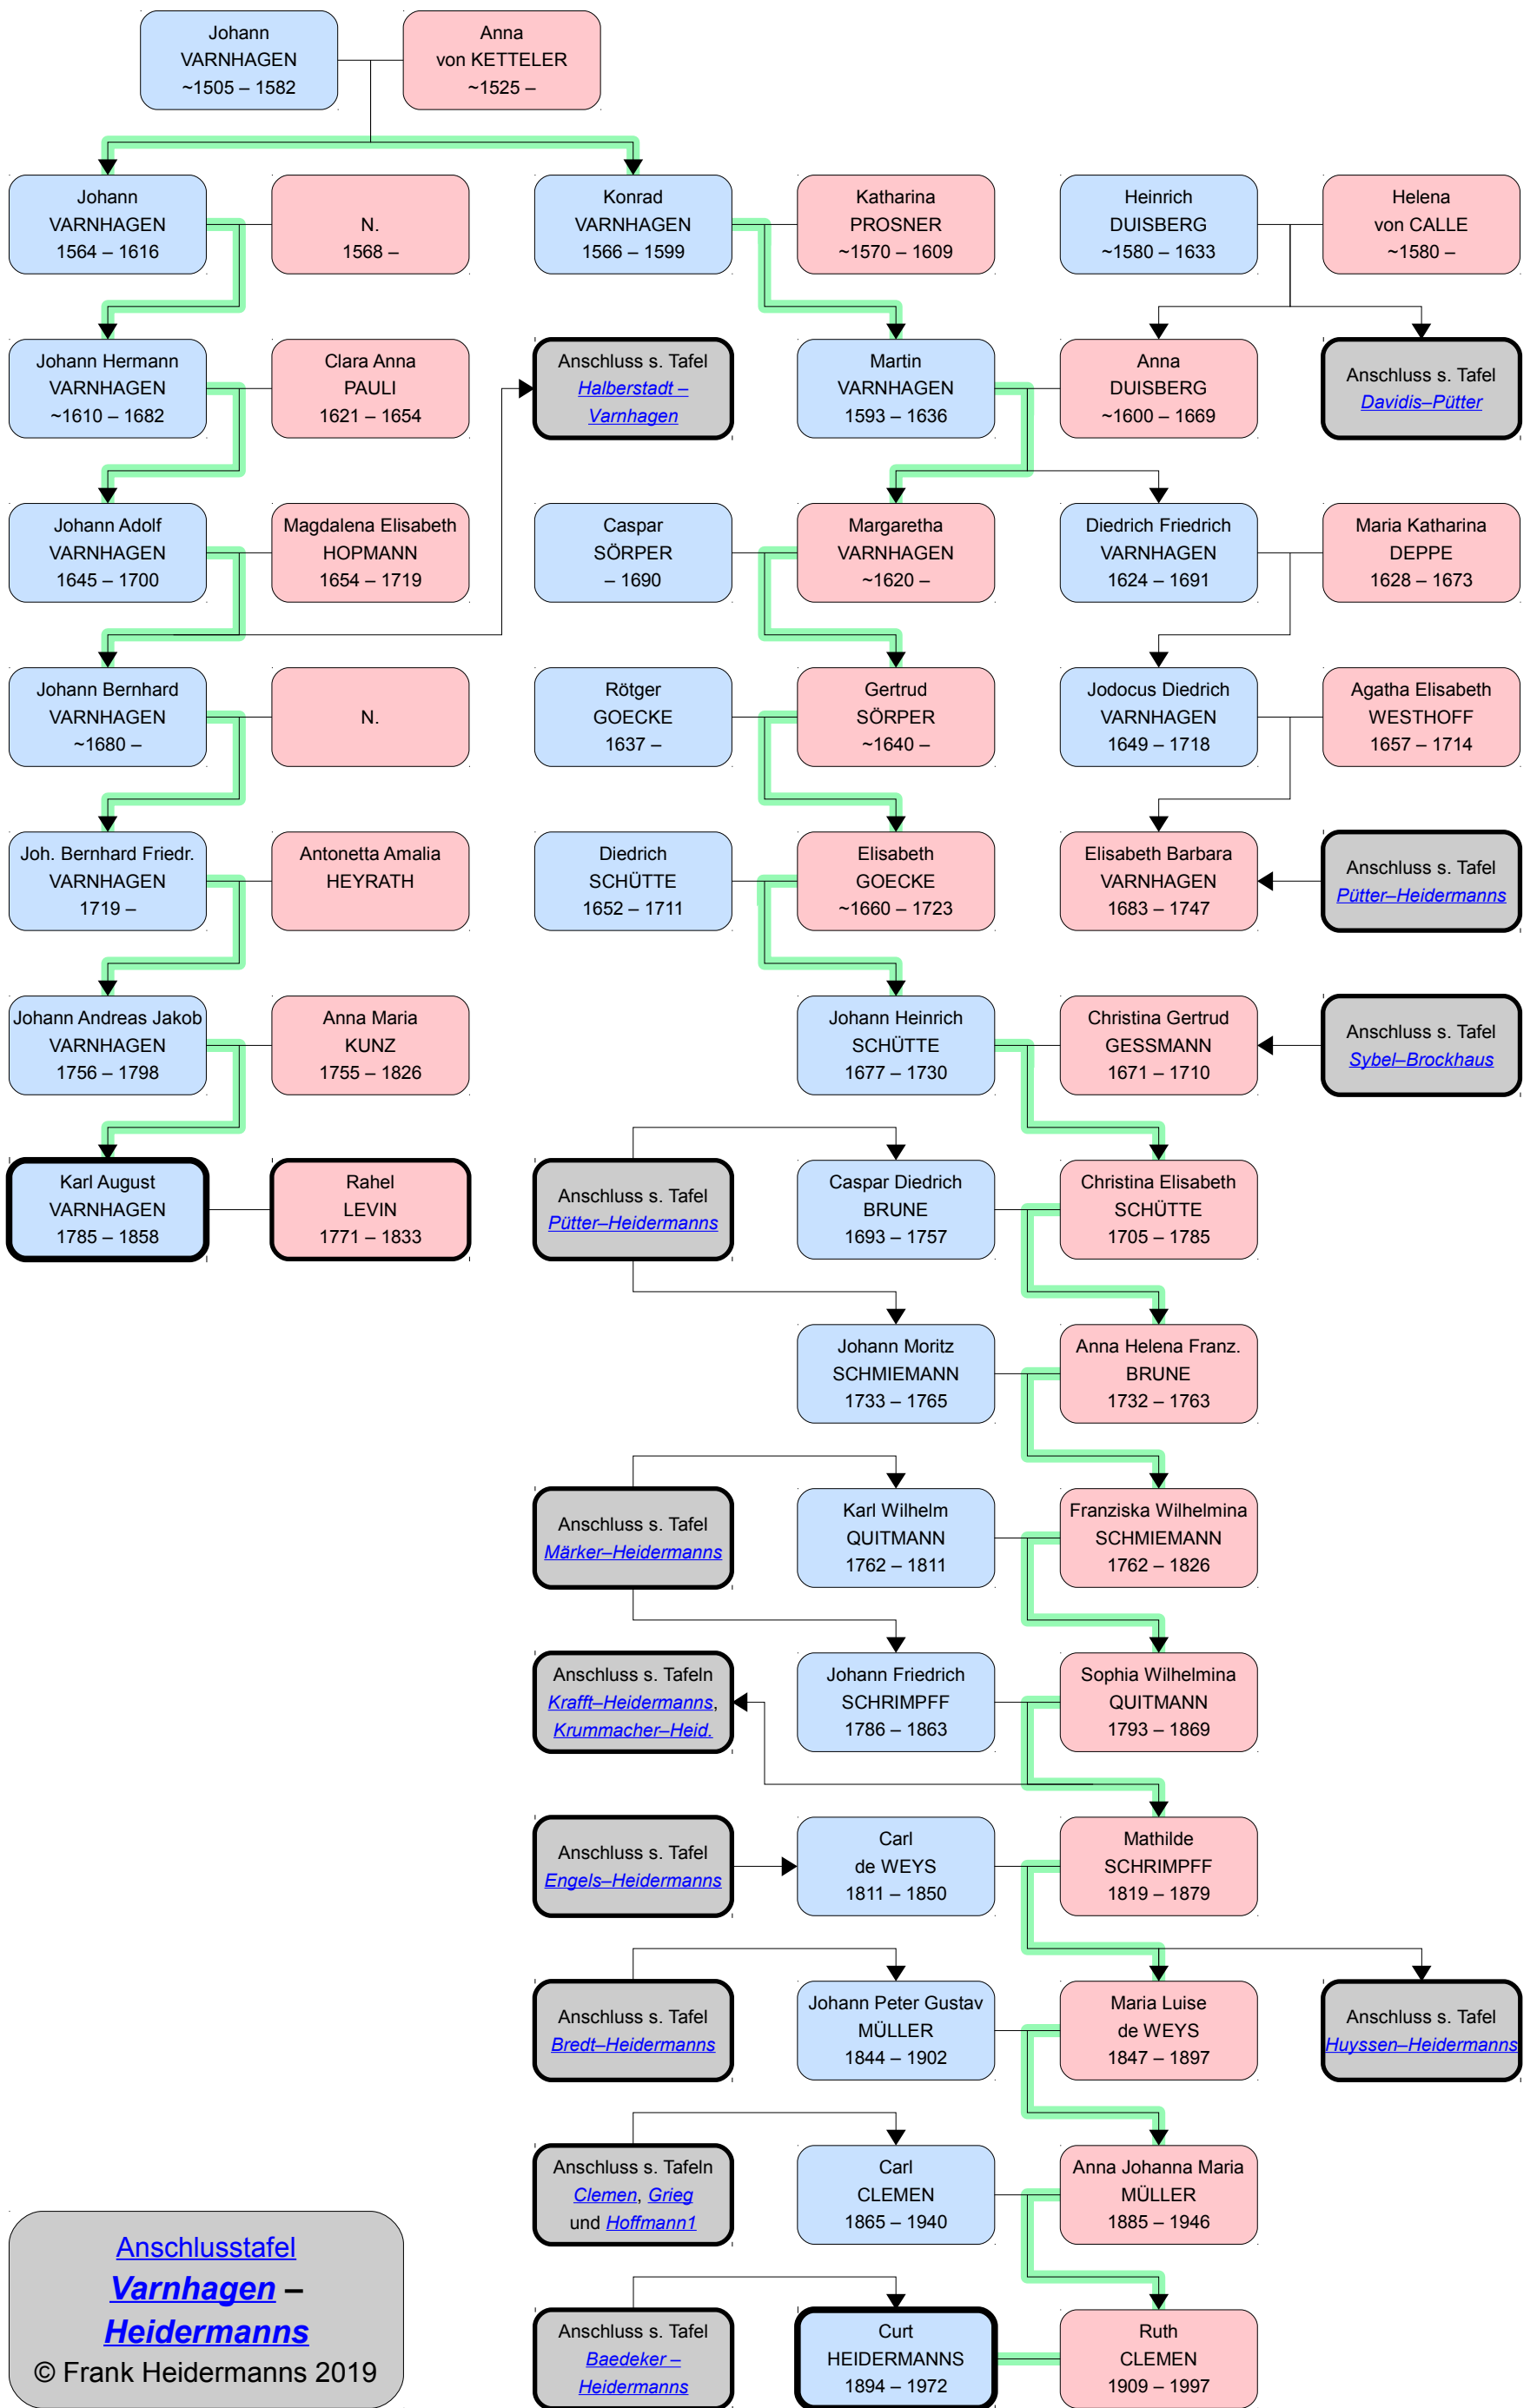 Johann
VARNHAGEN
~1505 – 1582
Anna
von KETTELER
~1525 –
Johann
VARNHAGEN
1564 – 1616
N.
1568 –
Konrad
VARNHAGEN
1566 – 1599
Katharina
PROSNER
~1570 – 1609
Heinrich
DUISBERG
~1580 – 1633
Helena
von CALLE
~1580 –
Johann Hermann
VARNHAGEN
~1610 – 1682
Clara Anna
PAULI
1621 – 1654
Anschluss s. Tafel
Halberstadt –
Varnhagen
Martin
VARNHAGEN
1593 – 1636
Anna
DUISBERG
~1600 – 1669
Anschluss s. Tafel
Davidis–Pütter
Johann Adolf
VARNHAGEN
1645 – 1700
Magdalena Elisabeth
HOPMANN
1654 – 1719
Caspar
SÖRPER
– 1690
Margaretha
VARNHAGEN
~1620 –
Diedrich Friedrich
VARNHAGEN
1624 – 1691
Maria Katharina
DEPPE
1628 – 1673
Johann Bernhard
VARNHAGEN
~1680 –
N.
Rötger
GOECKE
1637 –
Gertrud
SÖRPER
~1640 –
Jodocus Diedrich
VARNHAGEN
1649 – 1718
Agatha Elisabeth
WESTHOFF
1657 – 1714
Joh. Bernhard Friedr.
VARNHAGEN
1719 –
Antonetta Amalia
HEYRATH
Diedrich
SCHÜTTE
1652 – 1711
Elisabeth
GOECKE
~1660 – 1723
Elisabeth Barbara
VARNHAGEN
1683 – 1747
Anschluss s. Tafel
Pütter–Heidermanns
Johann Andreas Jakob
VARNHAGEN
1756 – 1798
Anna Maria
KUNZ
1755 – 1826
Johann Heinrich
SCHÜTTE
1677 – 1730
Christina Gertrud
GESSMANN
1671 – 1710
Anschluss s. Tafel
Sybel–Brockhaus
Karl August
VARNHAGEN
1785 – 1858
Rahel
LEVIN
1771 – 1833
Anschluss s. Tafel
Pütter–Heidermanns
Caspar Diedrich
BRUNE
1693 – 1757
Christina Elisabeth
SCHÜTTE
1705 – 1785
Johann Moritz
SCHMIEMANN
1733 – 1765
Anna Helena Franz.
BRUNE
1732 – 1763
Anschluss s. Tafel
Märker–Heidermanns
Karl Wilhelm
QUITMANN
1762 – 1811
Franziska Wilhelmina
SCHMIEMANN
1762 – 1826
Anschluss s. Tafeln
Krafft–Heidermanns,
Krummacher–Heid.
Johann Friedrich
SCHRIMPFF
1786 – 1863
Sophia Wilhelmina
QUITMANN
1793 – 1869
Anschluss s. Tafel
Engels–Heidermanns
Carl
de WEYS
1811 – 1850
Mathilde
SCHRIMPFF
1819 – 1879
Anschluss s. Tafel
Bredt–Heidermanns
Johann Peter Gustav
MÜLLER
1844 – 1902
Maria Luise
de WEYS
1847 – 1897
Anschluss s. Tafel
Huyssen–Heidermanns
Anschluss s. Tafeln
Clemen, Grieg
und Hoffmann1
Carl
CLEMEN
1865 – 1940
Anna Johanna Maria
MÜLLER
1885 – 1946
Anschluss s. Tafel
Baedeker –
Heidermanns
Curt
HEIDERMANNS
1894 – 1972
Ruth
CLEMEN
1909 – 1997
Anschlusstafel
Varnhagen –
Heidermanns
© Frank Heidermanns 2019